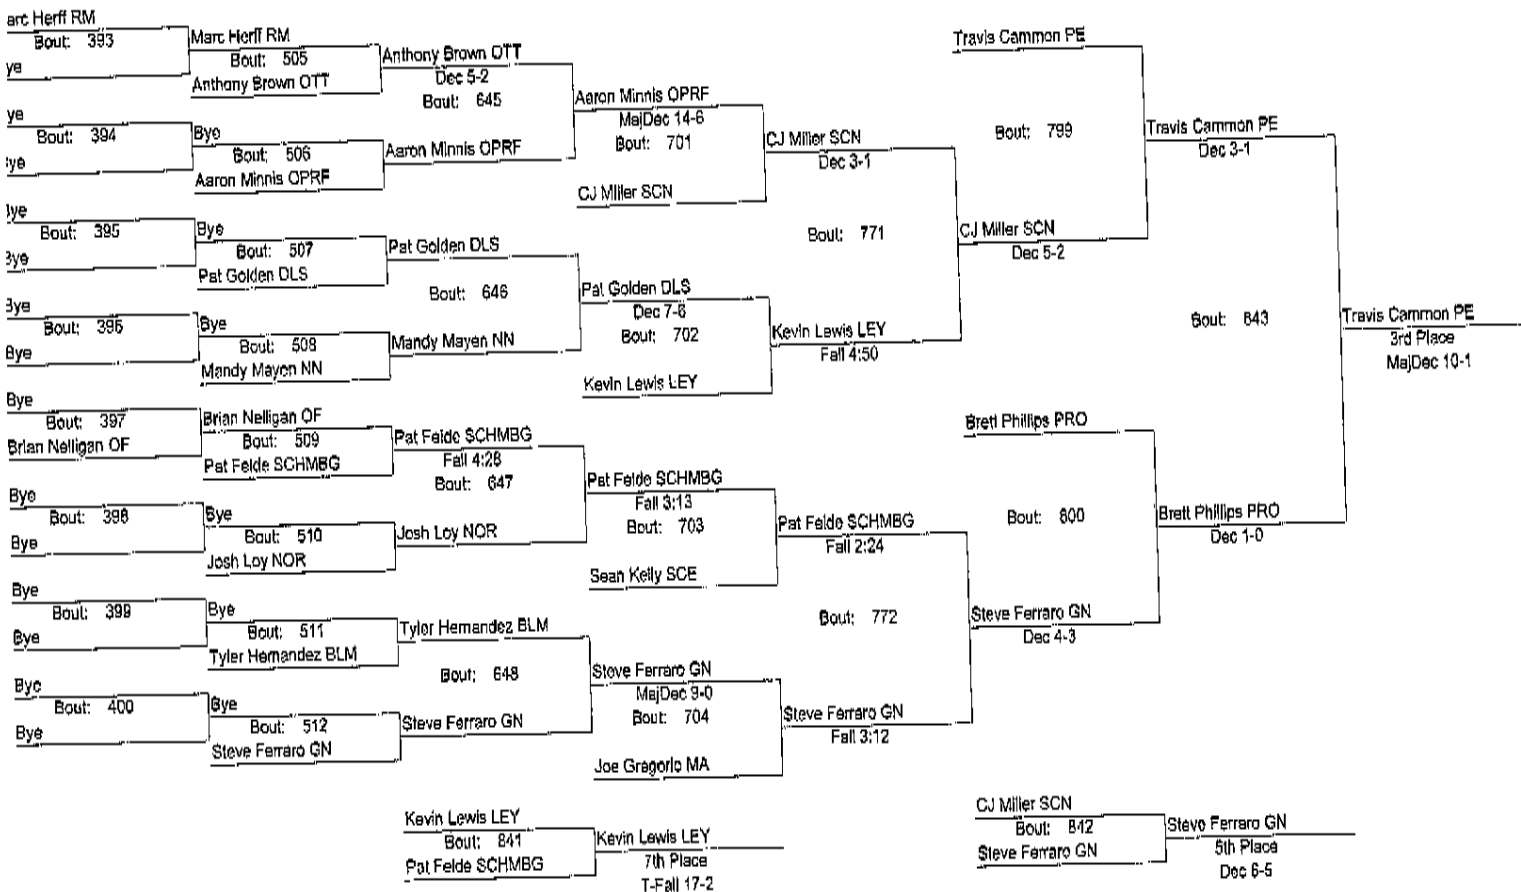 arc Herff RM
Bout: 393
ye
Marc Herff RM
Bout: 505
Anthony Brown OTT
Anthony Brown OTT
Dec 5-2
Bout: 645
ye
Bout: 394
ye
Bye
Bout: 506
Aaron Minnis OPRF
Aaron Minnis OPRF
Aaron Minnis OPRF
MajDec 14-6
Bout: 701
CJ Miller SCN
CJ Miller SCN
Dec 3-1
Bout: 771
Bye
Bout: 395
Bye
Bye
Bout: 507
Pat Golden DLS
Pat Golden DLS
Bout: 646
Bye
Bout: 396
Bye
Bye
Bout: 508
Mandy Mayen NN
Mandy Mayen NN
Pat Golden DLS
Dec 7-6
Bout: 702
Kevin Lewis LEY
Kevin Lewis LEY
Fall 4:50
CJ Miller SCN
Dec 5-2
Travis Cammon PE
Bout: 799
Travis Cammon PE
Dec 3-1
Bout: 843
Travis Cammon PE
3rd Place
MajDec 10-1
Bye
Bout: 397
Brian Nelligan OF
Brian Nelligan OF
Bout: 509
Pat Felde SCHMBG
Pat Felde SCHMBG
Fall 4:28
Bout: 647
Bye
Bout: 398
Bye
Bye
Bout: 510
Josh Loy NOR
Josh Loy NOR
Pat Felde SCHMBG
Fall 3:13
Bout: 703
Sean Kelly SCE
Pat Felde SCHMBG
Fall 2:24
Bout: 772
Bye
Bout: 399
Bye
Bye
Bout: 511
Tyler Hernandez BLM
Tyler Hernandez BLM
Bout: 648
Bye
Bout: 400
Bye
Bye
Bout: 512
Steve Ferraro GN
Steve Ferraro GN
Steve Ferraro GN
MajDec 9-0
Bout: 704
Joe Gregorio MA
Steve Ferraro GN
Fall 3:12
Steve Ferraro GN
Dec 4-3
Brett Phillips PRO
Bout: 800
Brett Phillips PRO
Dec 1-0
Kevin Lewis LEY
Bout: 841
Pat Felde SCHMBG
Kevin Lewis LEY
7th Place
T-Fall 17-2
CJ Miller SCN
Bout: 842
Steve Ferraro GN
Steve Ferraro GN
5th Place
Dec 6-5